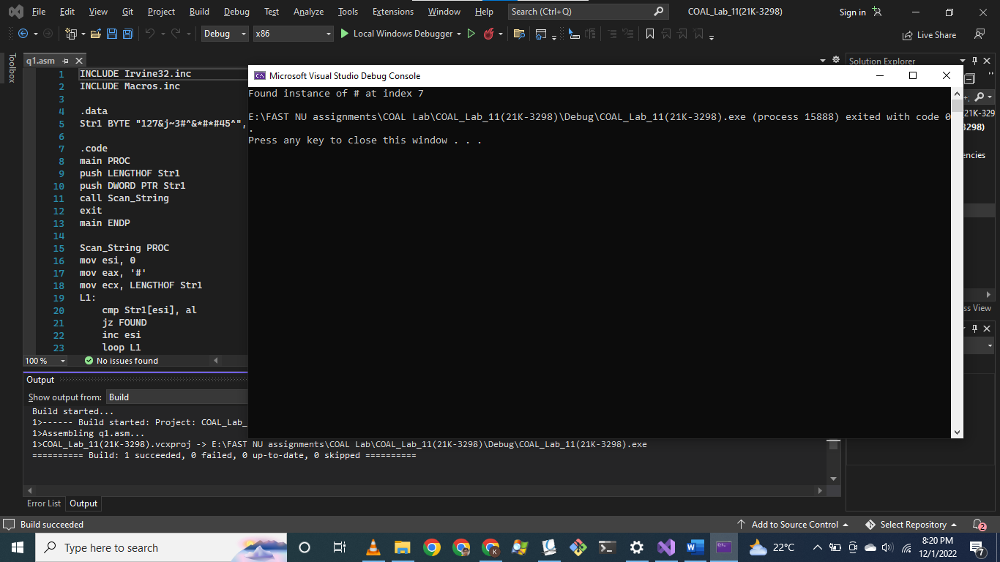 File Edit View Git Project Build Debug Test Analyze Tools Extensions Window Help Search (Ctrl+Q) COAL_Lab_11(21K-3298) Sign in
Debug x86 Local Windows Debugger Live Share
Toolbox
q1.asm
Solution Explorer
1 INCLUDE Irvine32.inc
2 INCLUDE Macros.inc
3
4 .data
5 Str1 BYTE "127&j~3#^&*#*#45^",
6
7 .code
8 main PROC
9 push LENGTHOF Str1
10 push DWORD PTR Str1
11 call Scan_String
12 exit
13 main ENDP
14
15 Scan_String PROC
16 mov esi, 0
17 mov eax, '#'
18 mov ecx, LENGTHOF Str1
19 L1:
20 cmp Str1[esi], al
21 jz FOUND
22 inc esi
23 loop L1
100 % No issues found
Microsoft Visual Studio Debug Console
Found instance of # at index 7
E:\FAST NU assignments\COAL Lab\COAL_Lab_11(21K-3298)\Debug\COAL_Lab_11(21K-3298).exe (process 15888) exited with code 0
.
Press any key to close this window . . .
21K-329
3298)
encies
ss View
Output
Show output from: Build
Build started...
1>------ Build started: Project: COAL_Lab_
1>Assembling q1.asm...
1>COAL_Lab_11(21K-3298).vcxproj -> E:\FAST NU assignments\COAL Lab\COAL_Lab_11(21K-3298)\Debug\COAL_Lab_11(21K-3298).exe
========== Build: 1 succeeded, 0 failed, 0 up-to-date, 0 skipped ==========
Error List Output
Build succeeded Add to Source Control Select Repository 2
Type here to search 22°C 8:20 PM
12/1/2022 7